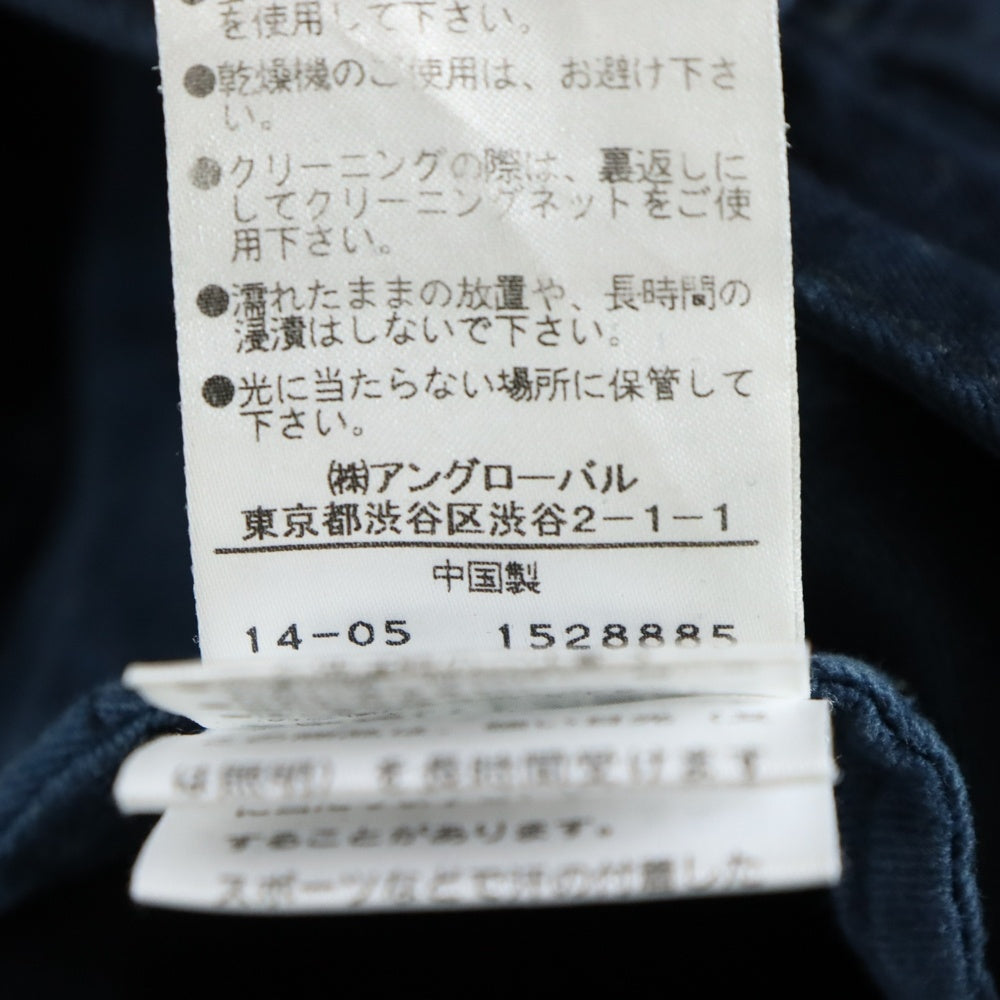 を使用して下さい。
●乾燥機のご使用は、お避け下さ
い。
●クリーニングの際は、裏返しに
してクリーニングネットをご使
用下さい。
●濡れたままの放置や、長時間の
浸漬はしないで下さい。
●光に当たらない場所に保管して
下さい。
㈱アングローバル
東京都渋谷区渋谷2-1-1
中国製
14-05 1528885
は照明）を長時間受けます
することがあります。
スポーツなどで汗の付着した